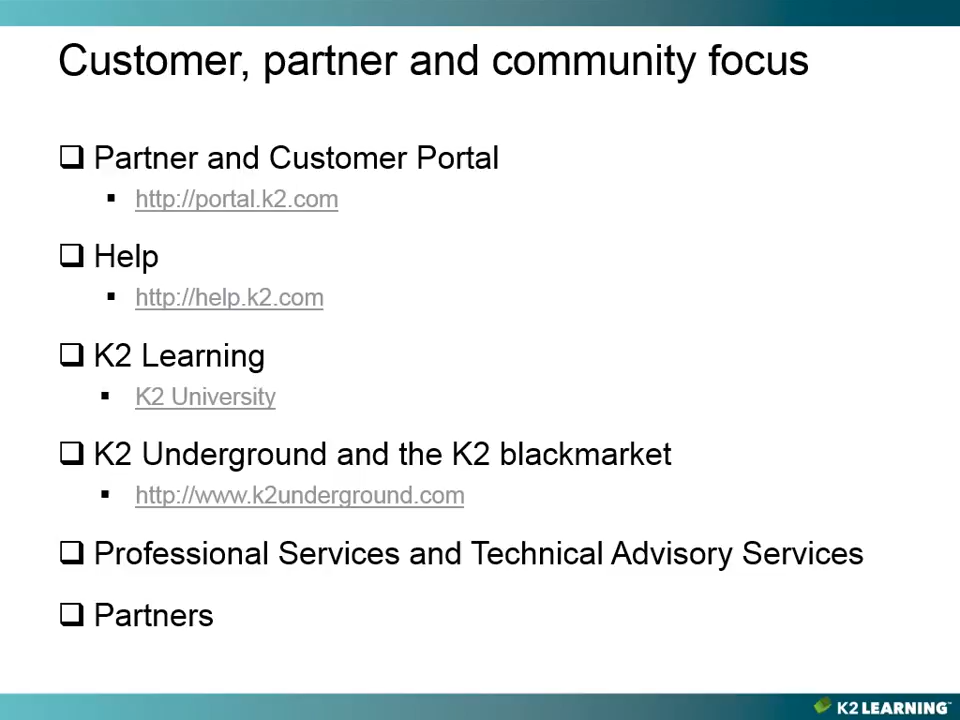 Customer, partner and community focus
Partner and Customer Portal
http://portal.k2.com
Help
http://help.k2.com
K2 Learning
K2 University
K2 Underground and the K2 blackmarket
http://www.k2underground.com
Professional Services and Technical Advisory Services
Partners
K2 LEARNING™